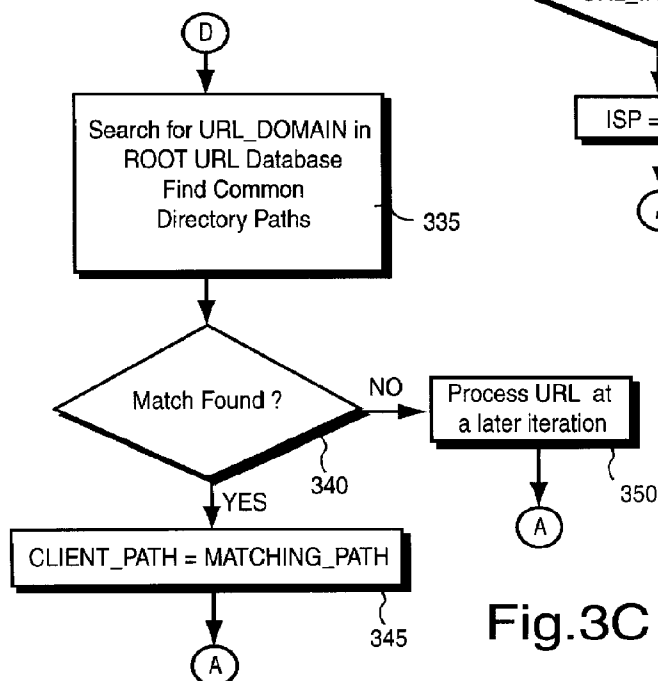 D
Search for URL_DOMAIN in
ROOT URL Database
Find Common
Directory Paths
335
ISP =
Match Found ?
NO
340
YES
Process URL at
a later iteration
350
A
CLIENT_PATH = MATCHING_PATH
345
A
Fig.3C